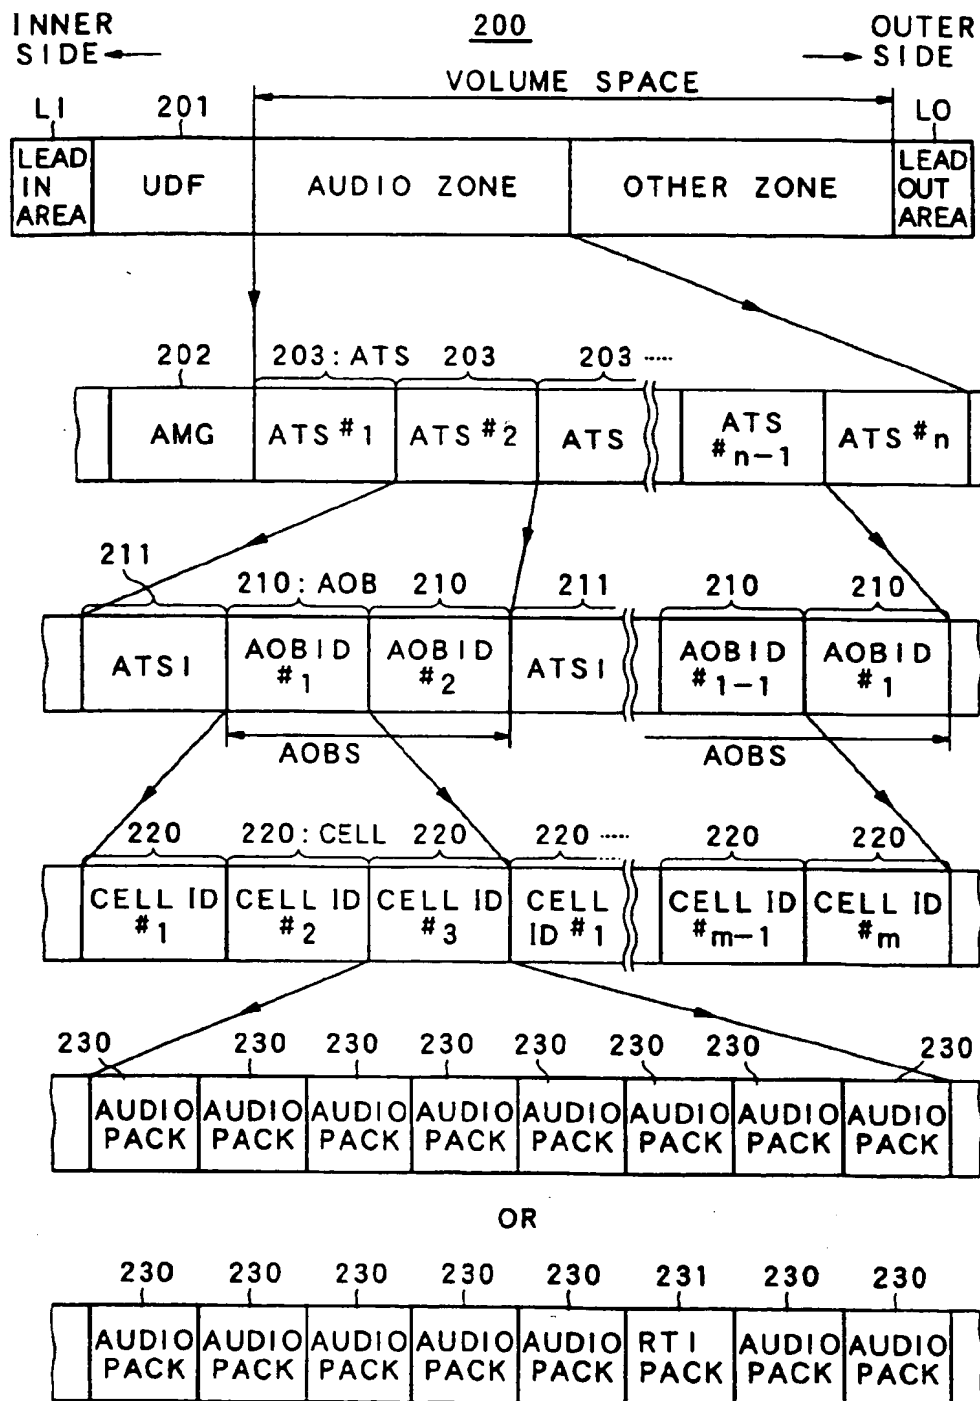 INNER SIDE
200
OUTER SIDE
VOLUME SPACE
LI 201 LO
LEAD IN AREA
UDF
AUDIO ZONE
OTHER ZONE
LEAD OUT AREA
202 203:ATS 203 203 .....
AMG
ATS #1
ATS #2
ATS
ATS #n-1
ATS #n
211 210:AOB 210 211 210 210
ATSI
AOBID #1
AOBID #2
ATSI
AOBID #1-1
AOBID #1
AOBS AOBS
220 220:CELL 220 220 ..... 220 220
CELL ID #1
CELL ID #2
CELL ID #3
CELL ID #1
CELL ID #m-1
CELL ID #m
230 230 230 230 230 230 230 230
AUDIO PACK
AUDIO PACK
AUDIO PACK
AUDIO PACK
AUDIO PACK
AUDIO PACK
AUDIO PACK
AUDIO PACK
OR
230 230 230 230 230 231 230 230
AUDIO PACK
AUDIO PACK
AUDIO PACK
AUDIO PACK
AUDIO PACK
RTI PACK
AUDIO PACK
AUDIO PACK